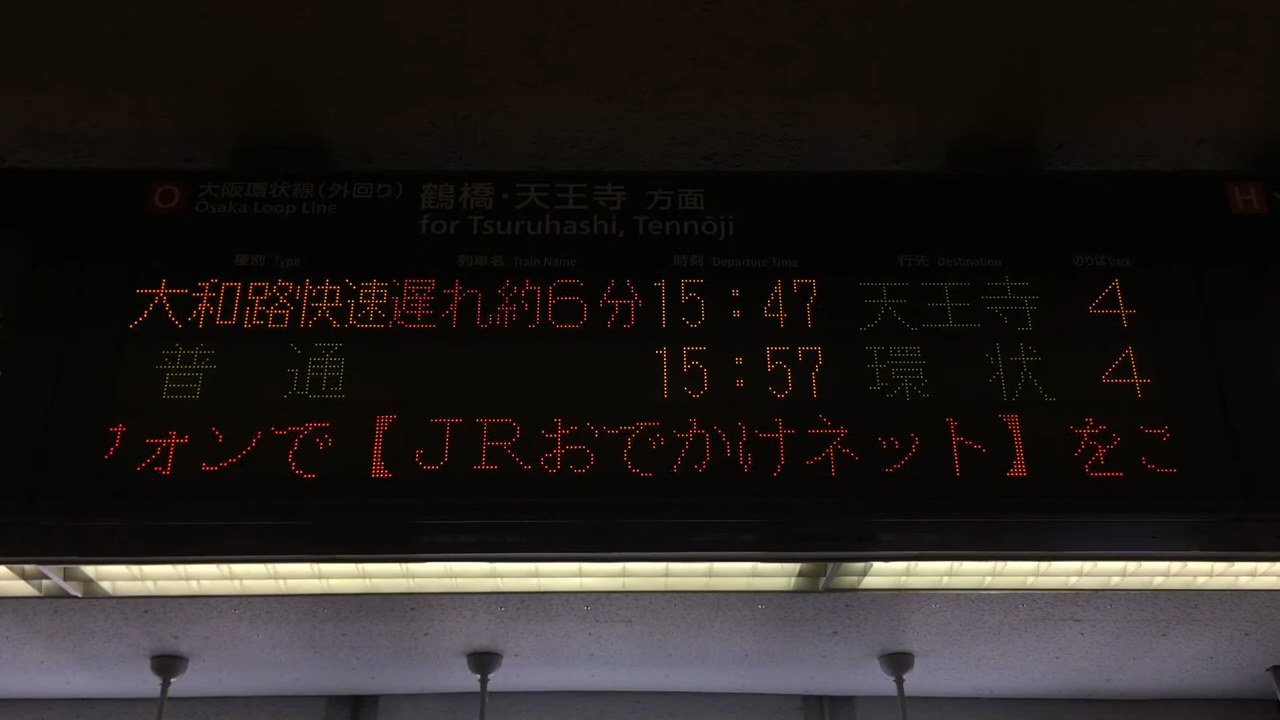 O 大阪環状線(外回り) 鶴橋・天王寺 方面 H
Osaka Loop Line for Tsuruhashi, Tennōji
種別 Type 列車名 Train Name 時刻 Departure Time 行先 Destination のりば Track
大和路快速 遅れ約6分 15:47 天王寺 4
普通 15:57 環状 4
ォンで【JRおでかけネット】をご